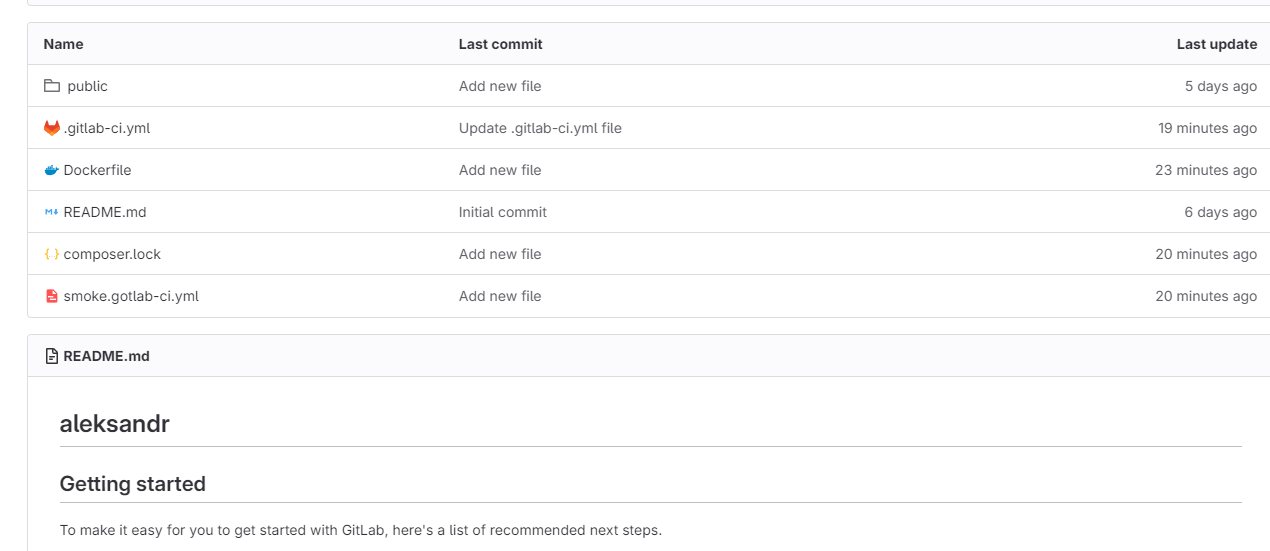 Name Last commit Last update
public Add new file 5 days ago
.gitlab-ci.yml Update .gitlab-ci.yml file 19 minutes ago
Dockerfile Add new file 23 minutes ago
README.md Initial commit 6 days ago
composer.lock Add new file 20 minutes ago
smoke.gotlab-ci.yml Add new file 20 minutes ago
README.md
aleksandr
Getting started
To make it easy for you to get started with GitLab, here's a list of recommended next steps.